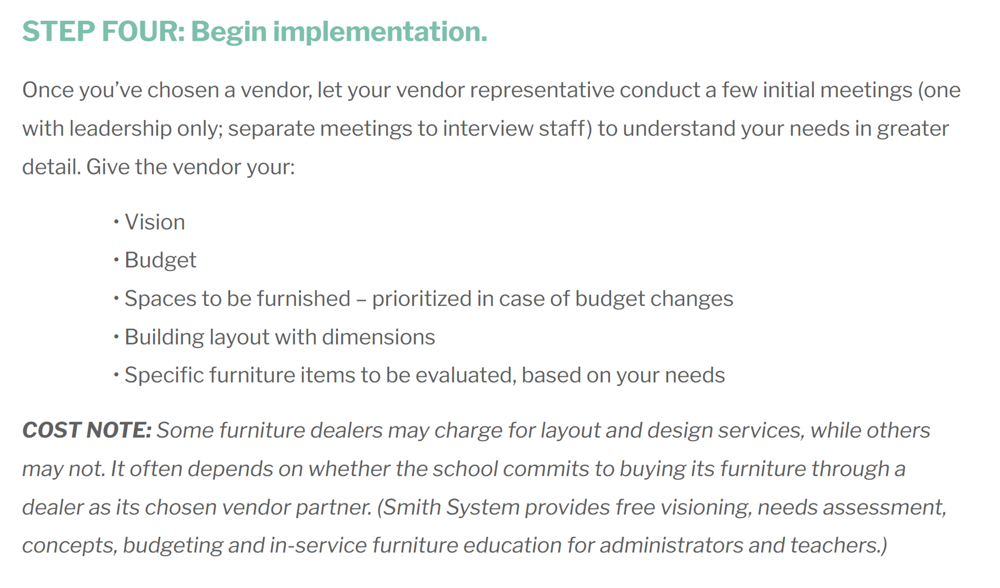 STEP FOUR: Begin implementation.
Once you’ve chosen a vendor, let your vendor representative conduct a few initial meetings (one
with leadership only; separate meetings to interview staff) to understand your needs in greater
detail. Give the vendor your:
• Vision
• Budget
• Spaces to be furnished – prioritized in case of budget changes
• Building layout with dimensions
• Specific furniture items to be evaluated, based on your needs
COST NOTE: Some furniture dealers may charge for layout and design services, while others
may not. It often depends on whether the school commits to buying its furniture through a
dealer as its chosen vendor partner. (Smith System provides free visioning, needs assessment,
concepts, budgeting and in-service furniture education for administrators and teachers.)